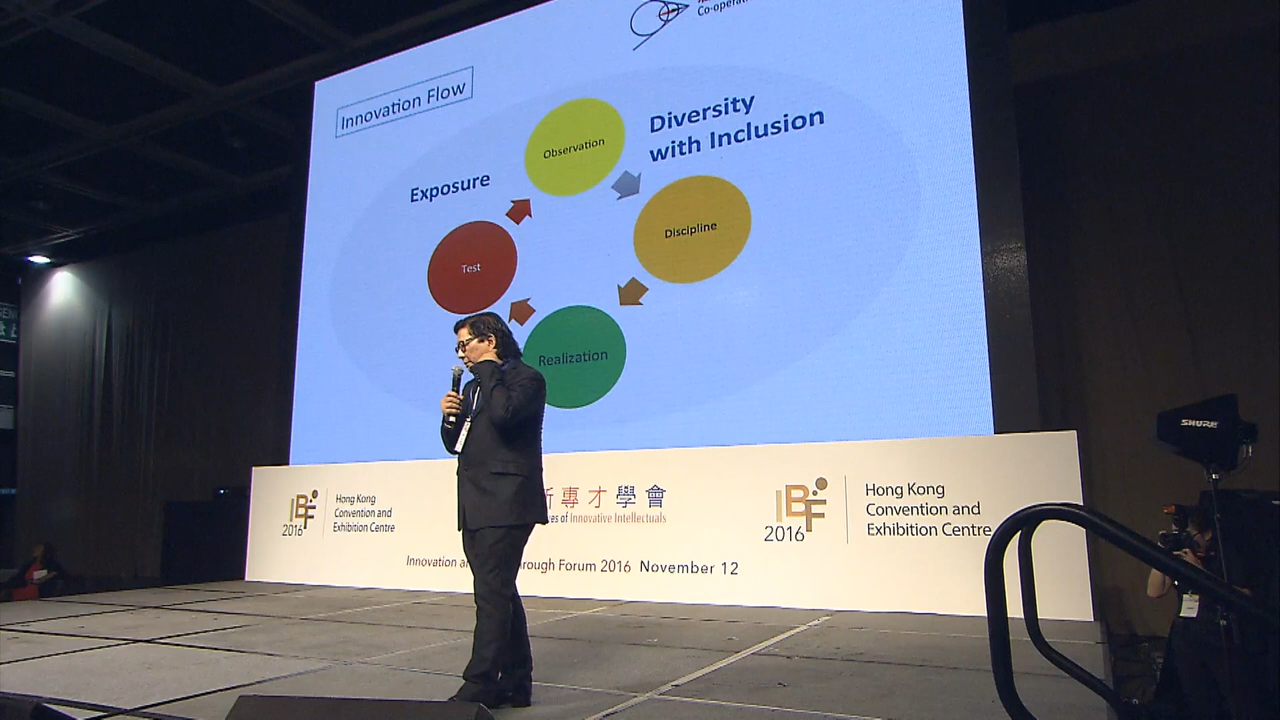 Co-operat
Innovation Flow
Diversity
with Inclusion
Observation
Exposure
Discipline
Test
Realization
SHURE
IBF
2016
Hong Kong
Convention and
Exhibition Centre
新專才學會
es of Innovative Intellectuals
IBF
2016
Hong Kong
Convention and
Exhibition Centre
Innovation a rough Forum 2016 November 12